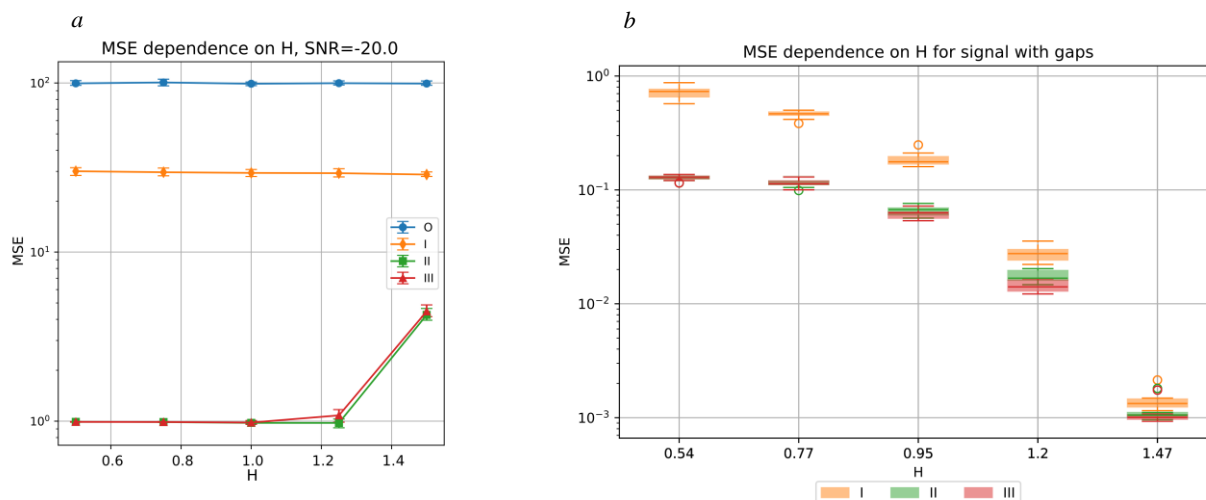 a
MSE dependence on H, SNR=-20.0
10²
10¹
10⁰
MSE
0.6 0.8 1.0 1.2 1.4
H
O
I
II
III
b
MSE dependence on H for signal with gaps
10⁰
10⁻¹
10⁻²
10⁻³
MSE
0.54 0.77 0.95 1.2 1.47
H
I II III